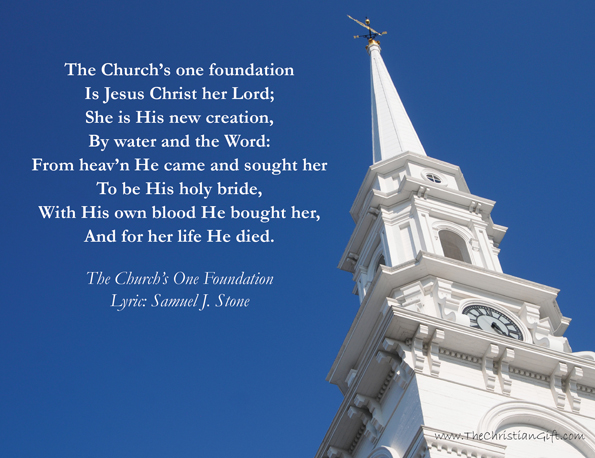 The Church's one foundation
Is Jesus Christ her Lord;
She is His new creation,
By water and the Word:
From heav'n He came and sought her
To be His holy bride,
With His own blood He bought her,
And for her life He died.
The Church's One Foundation
Lyric: Samuel J. Stone
www.TheChristianGift.com